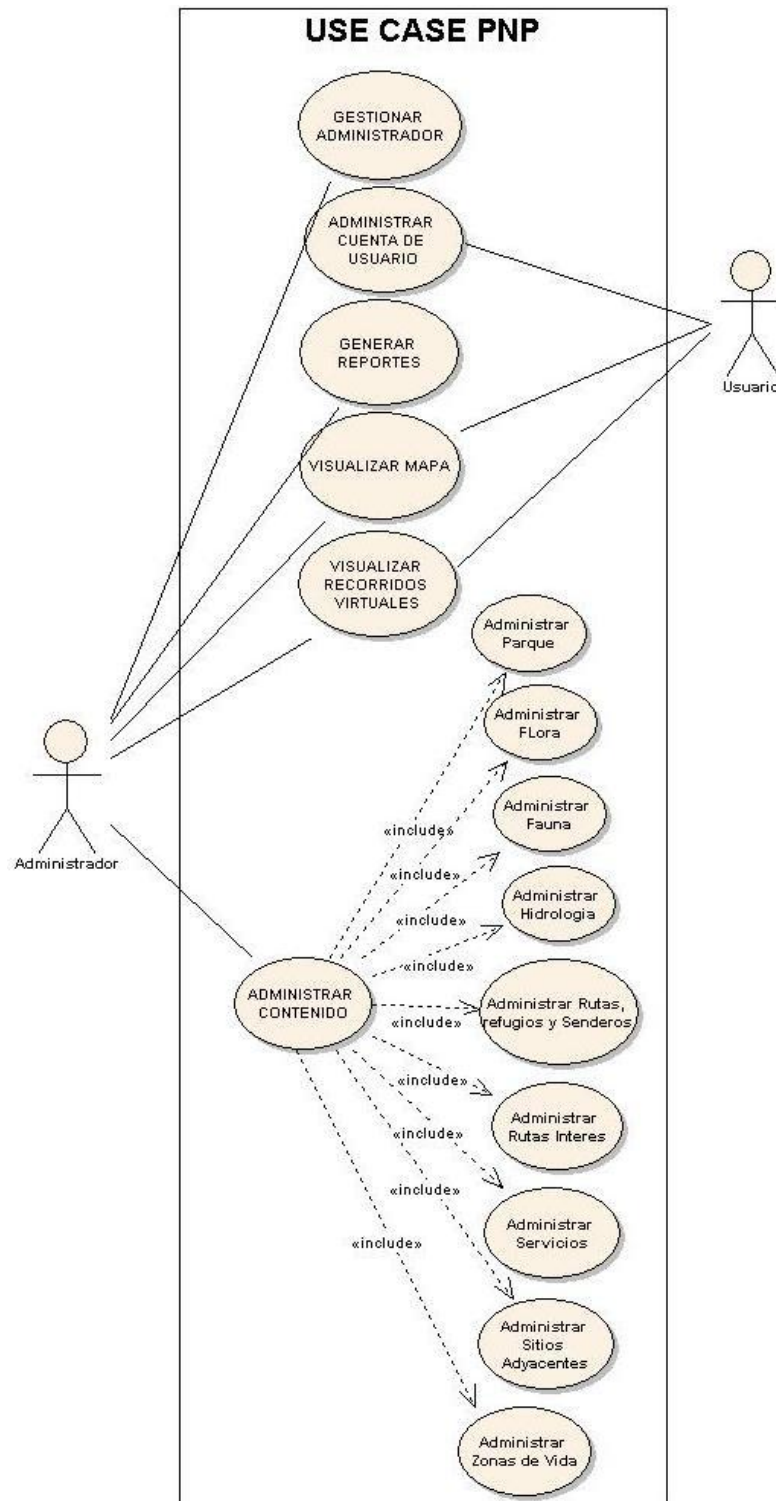 USE CASE PNP
GESTIONAR
ADMINISTRADOR
ADMINISTRAR
CUENTA DE
USUARIO
GENERAR
REPORTES
Usuario
VISUALIZAR MAPA
VISUALIZAR
RECORRIDOS
VIRTUALES
Administrar
Parque
Administrar
FLora
Administrar
Fauna
Administrador
Administrar
Hidrologia
«include»
«include»
«include»
«include»
ADMINISTRAR
CONTENIDO
Administrar Rutas,
refugios y Senderos
«include»
«include»
Administrar
Rutas Interes
«include»
«include»
Administrar
Servicios
«include»
Administrar
Sitios
Adyacentes
Administrar
Zonas de Vida